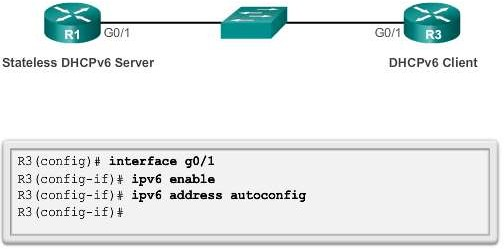 R1 G0/1 G0/1 R3
Stateless DHCPv6 Server DHCPv6 Client
R3(config)# interface g0/1
R3(config-if)# ipv6 enable
R3(config-if)# ipv6 address autoconfig
R3(config-if)#